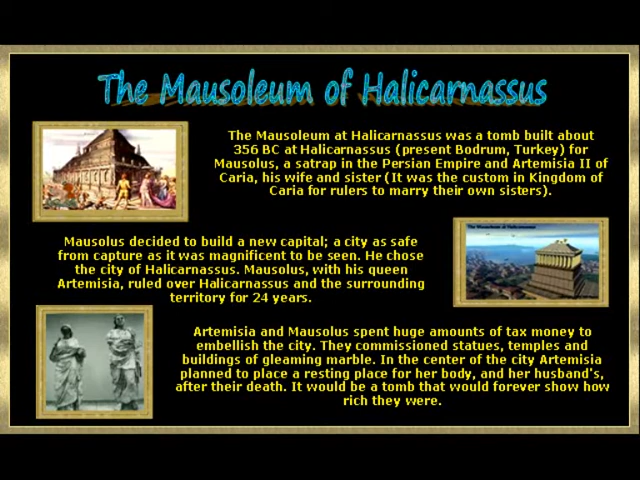 The Mausoleum of Halicarnassus
The Mausoleum at Halicarnassus was a tomb built about
356 BC at Halicarnassus (present Bodrum, Turkey) for
Mausolus, a satrap in the Persian Empire and Artemisia II of
Caria, his wife and sister (It was the custom in Kingdom of
Caria for rulers to marry their own sisters).
The Mausoleum at Halicarnassus
Mausolus decided to build a new capital; a city as safe
from capture as it was magnificent to be seen. He chose
the city of Halicarnassus. Mausolus, with his queen
Artemisia, ruled over Halicarnassus and the surrounding
territory for 24 years.
Artemisia and Mausolus spent huge amounts of tax money to
embellish the city. They commissioned statues, temples and
buildings of gleaming marble. In the center of the city Artemisia
planned to place a resting place for her body, and her husband's,
after their death. It would be a tomb that would forever show how
rich they were.